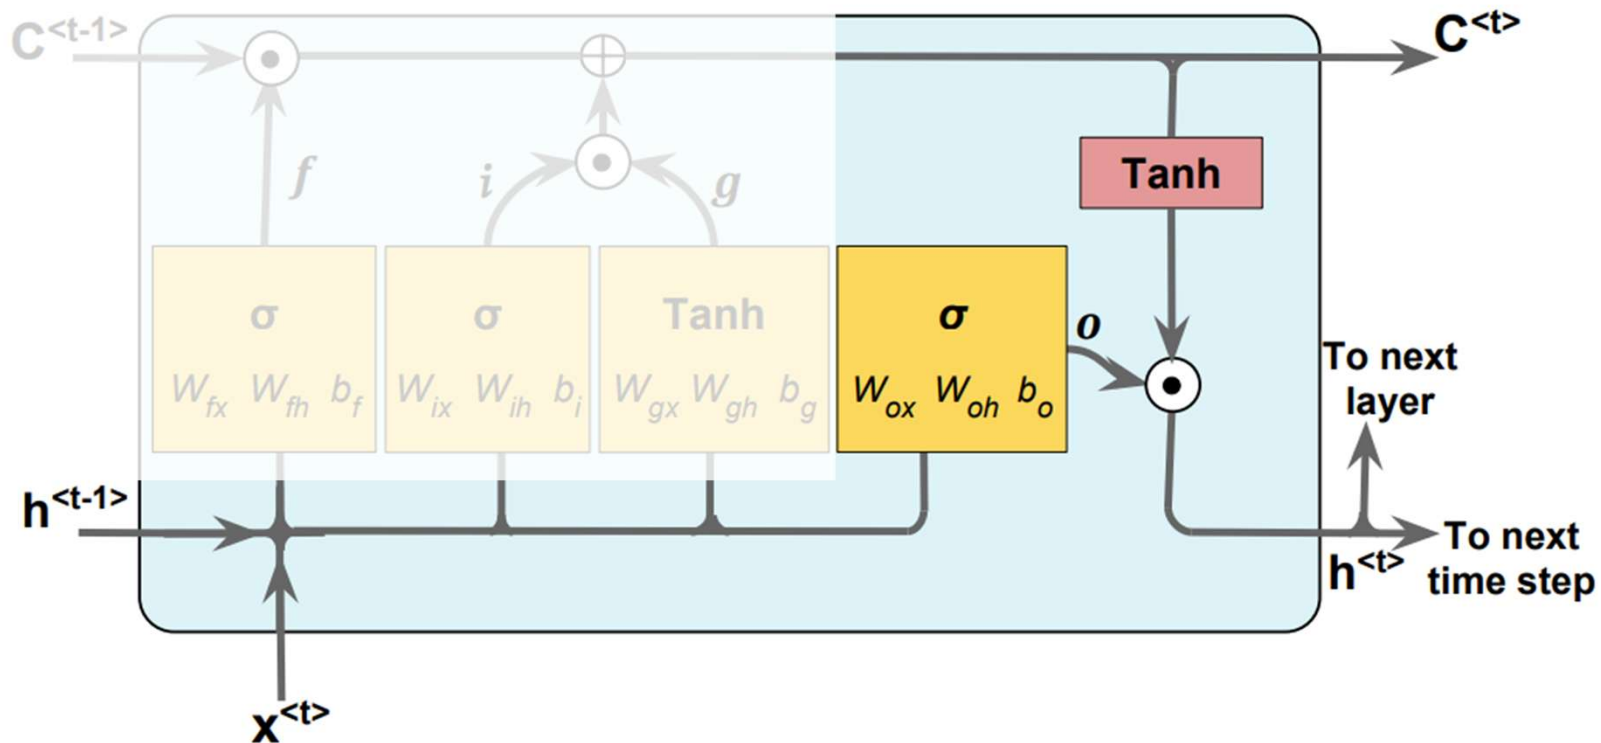 C<t-1>
C<t>
f
i
g
Tanh
σ
σ
Tanh
σ
o
Wfx Wfh bf
Wix Wih bi
Wgx Wgh bg
Wox Woh bo
To next
layer
h<t-1>
h<t>
To next
time step
x<t>